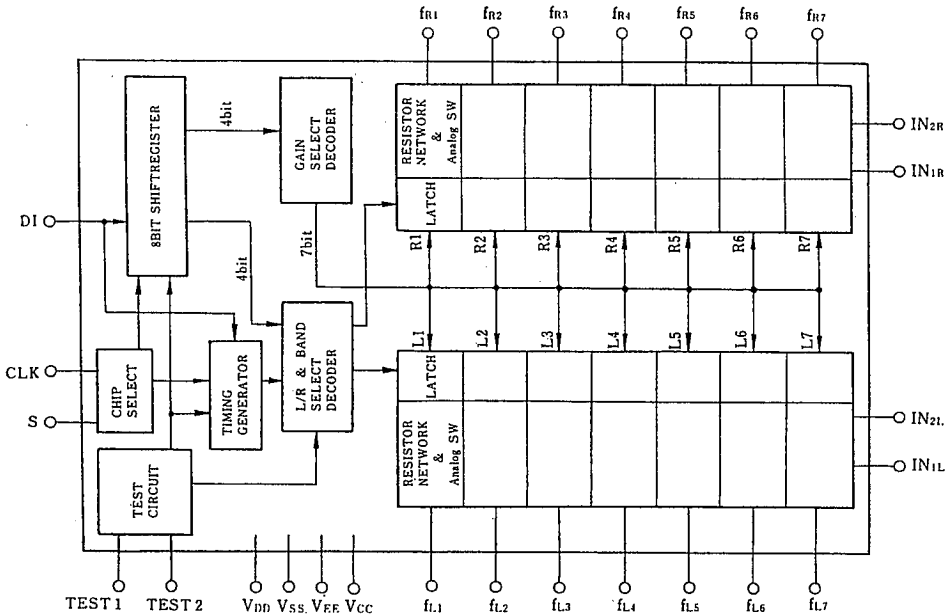 fR1 fR2 fR3 fR4 fR5 fR6 fR7
8BIT SHIFTREGISTER
4bit
GAIN
SELECT
DECODER
RESISTOR
NETWORK
&
Analog SW
IN2R
IN1R
LATCH
DI
4bit
7bit
R1 R2 R3 R4 R5 R6 R7
L1 L2 L3 L4 L5 L6 L7
CLK
S
CHIP
SELECT
TIMING
GENERATOR
L/R & BAND
SELECT
DECODER
LATCH
RESISTOR
NETWORK
&
Analog SW
IN2L
IN1L
TEST
CIRCUIT
TEST 1 TEST 2 VDD VSS VEE VCC fL1 fL2 fL3 fL4 fL5 fL6 fL7